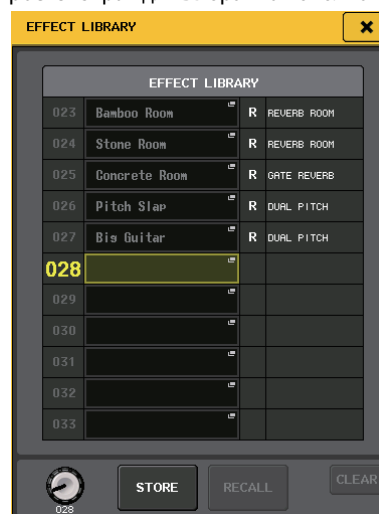 EFFECT LIBRARY
EFFECT LIBRARY
023 Bamboo Room R REVERB ROOM
024 Stone Room R REVERB ROOM
025 Concrete Room R GATE REVERB
026 Pitch Slap R DUAL PITCH
027 Big Guitar R DUAL PITCH
028
029
030
031
032
033
STORE RECALL CLEAR
028